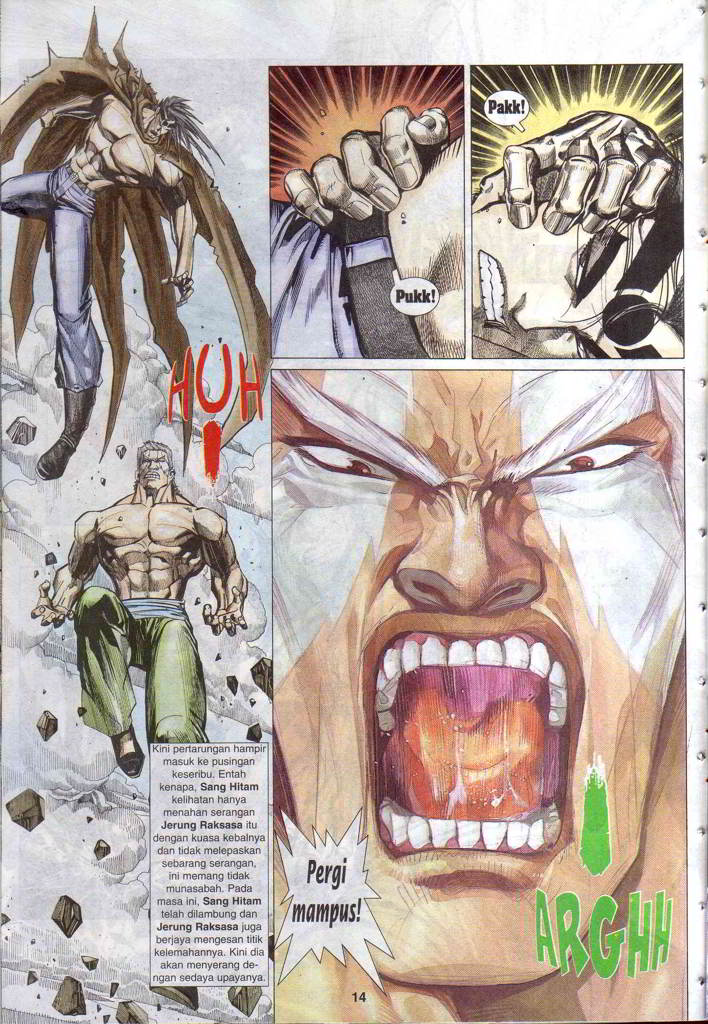 HUH!
Kini pertarungan hampir
masuk ke pusingan
keseribu. Entah
kenapa, Sang Hitam
kelihatan hanya
menahan serangan
Jerung Raksasa itu
dengan kuasa kebalnya
dan tidak melepaskan
sebarang serangan,
ini memang tidak
munasabah. Pada
masa ini, Sang Hitam
telah dilambung dan
Jerung Raksasa juga
berjaya mengesan titik
kelemahannya. Kini dia
akan menyerang de-
ngan sedaya upayanya.
Pukk!
Pakk!
Pergi
mampus!
ARGHH!
14